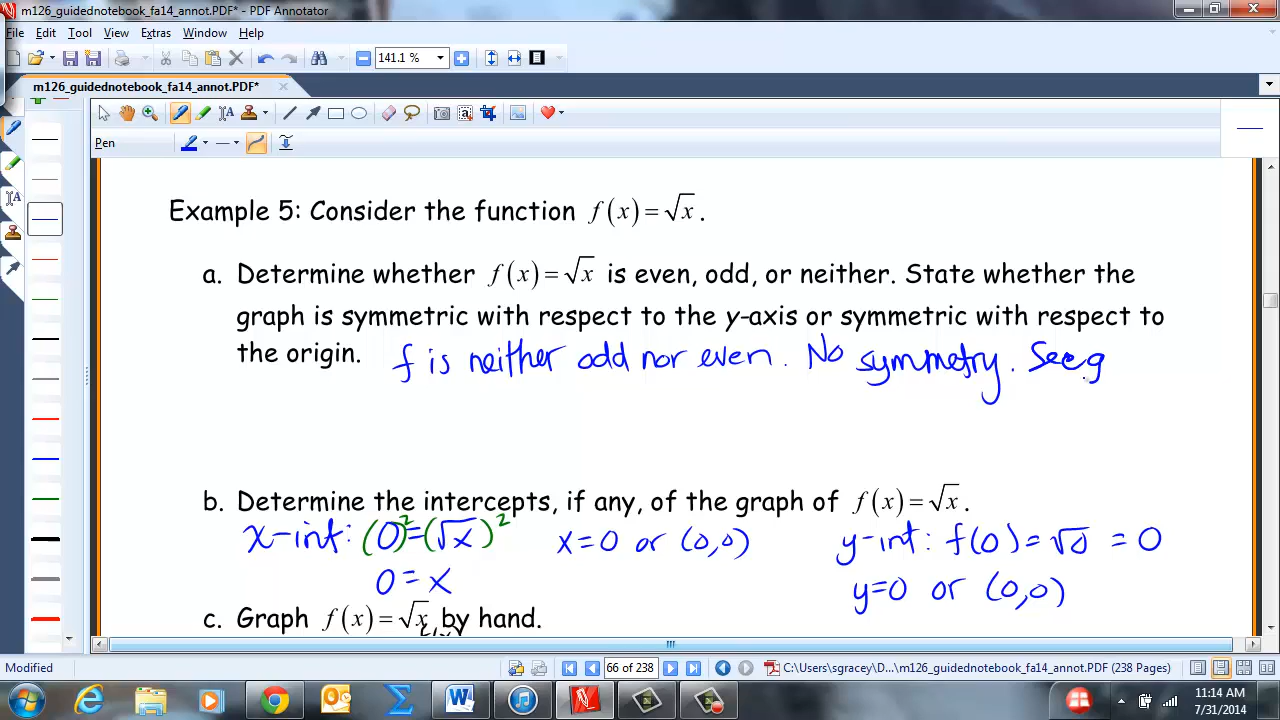 m126_guidednotebook_fa14_annot.PDF* - PDF Annotator
File Edit Tool View Extras Window Help
141.1 %
m126_guidednotebook_fa14_annot.PDF*
Pen
Example 5: Consider the function f(x) = √x.
a. Determine whether f(x) = √x is even, odd, or neither. State whether the
graph is symmetric with respect to the y-axis or symmetric with respect to
the origin. f is neither odd nor even. No symmetry. See g
b. Determine the intercepts, if any, of the graph of f(x) = √x.
x-int: (0)² = (√x)² x=0 or (0,0) y-int: f(0) = √0 = 0
0 = x y=0 or (0,0)
c. Graph f(x) = √x by hand.
Modified 66 of 238 C:\Users\sgracey\D...\m126_guidednotebook_fa14_annot.PDF (238 Pages)
11:14 AM
7/31/2014